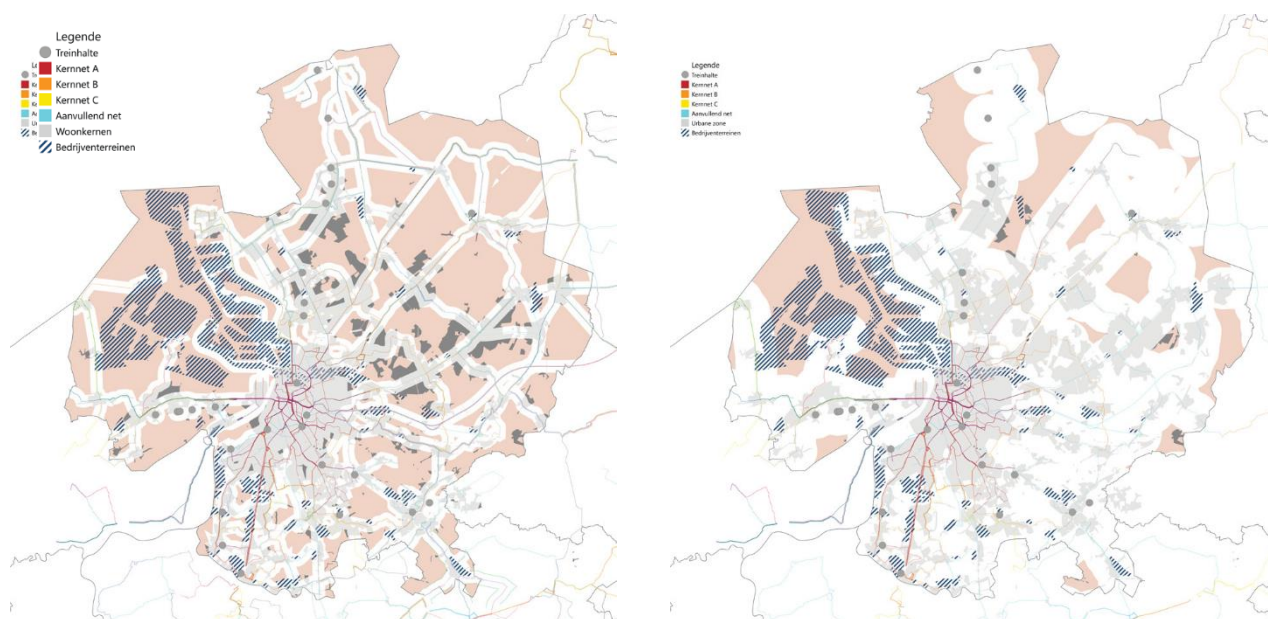 Legende
Treinhalte
Kernnet A
Kernnet B
Kernnet C
Aanvullend net
Woonkernen
Bedrijventerreinen
Legende
Treinhalte
Kernnet A
Kernnet B
Kernnet C
Aanvullend net
Urbane zone
Bedrijventerreinen